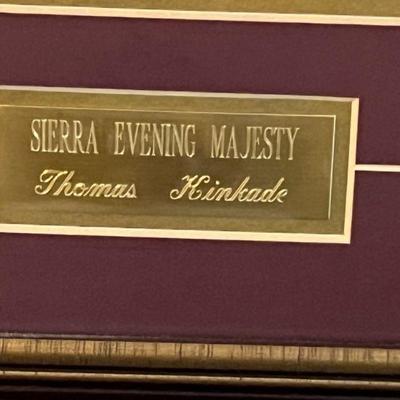 SIERRA EVENING MAJESTY
Thomas Kinkade